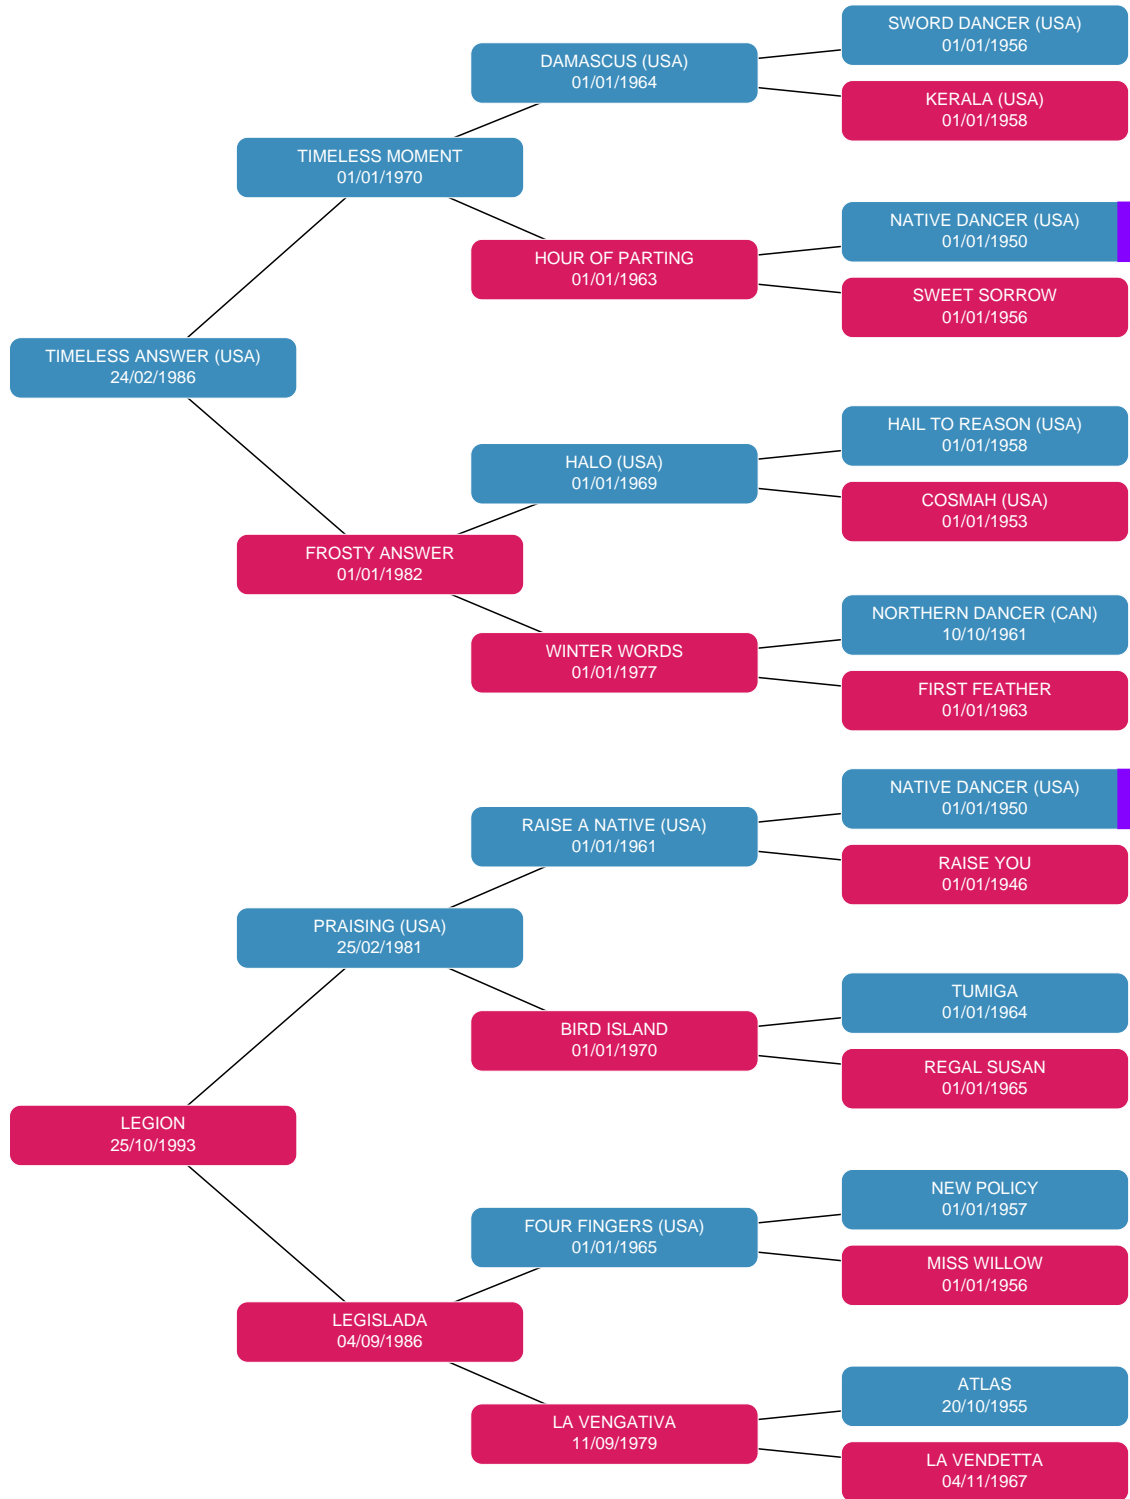 SWORD DANCER (USA)
01/01/1956
DAMASCUS (USA)
01/01/1964
KERALA (USA)
01/01/1958
TIMELESS MOMENT
01/01/1970
NATIVE DANCER (USA)
01/01/1950
HOUR OF PARTING
01/01/1963
SWEET SORROW
01/01/1956
TIMELESS ANSWER (USA)
24/02/1986
HAIL TO REASON (USA)
01/01/1958
HALO (USA)
01/01/1969
COSMAH (USA)
01/01/1953
FROSTY ANSWER
01/01/1982
NORTHERN DANCER (CAN)
10/10/1961
WINTER WORDS
01/01/1977
FIRST FEATHER
01/01/1963
NATIVE DANCER (USA)
01/01/1950
RAISE A NATIVE (USA)
01/01/1961
RAISE YOU
01/01/1946
PRAISING (USA)
25/02/1981
TUMIGA
01/01/1964
BIRD ISLAND
01/01/1970
REGAL SUSAN
01/01/1965
LEGION
25/10/1993
NEW POLICY
01/01/1957
FOUR FINGERS (USA)
01/01/1965
MISS WILLOW
01/01/1956
LEGISLADA
04/09/1986
ATLAS
20/10/1955
LA VENGATIVA
11/09/1979
LA VENDETTA
04/11/1967